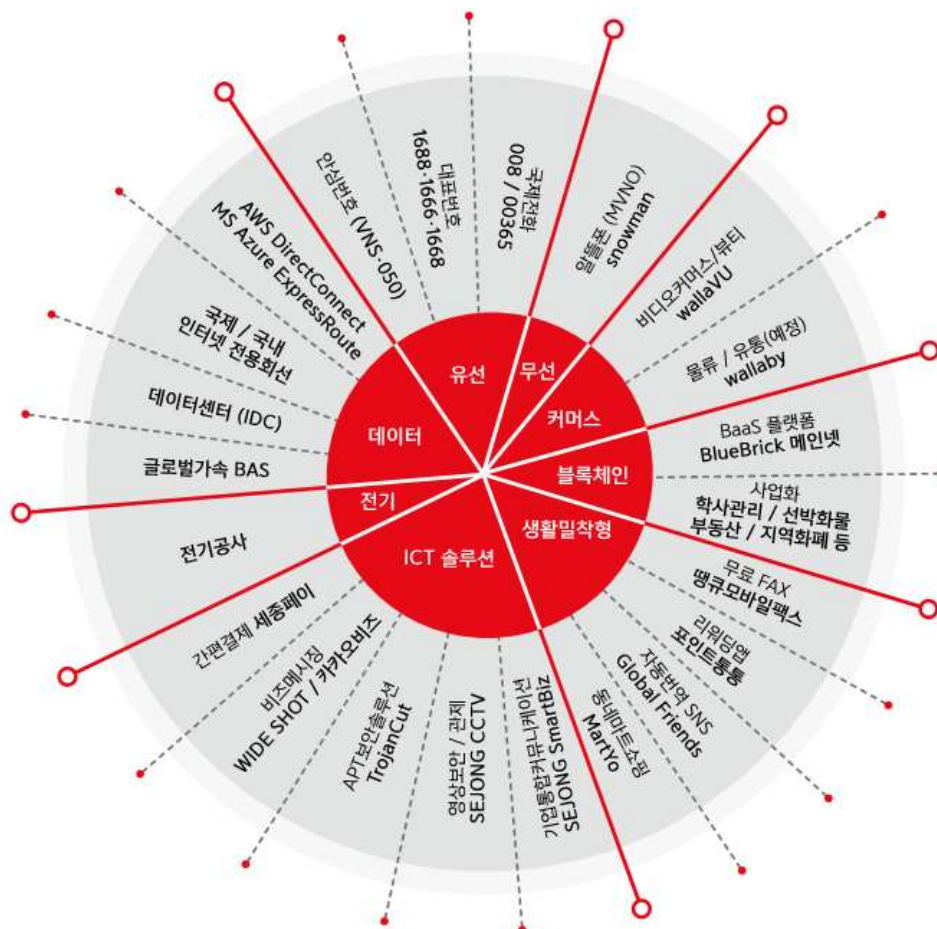 유선
안심번호 (VNS·050)
대표번호
1688·1666·1668
국제전화
008 / 00365
무선
알뜰폰 (MVNO)
snowman
커머스
비디오커머스/뷰티
wallaVU
물류 / 유통(예정)
wallaby
블록체인
BaaS 플랫폼
BlueBrick 메인넷
사업화
학사관리 / 선박화물
부동산 / 지역화폐 등
생활밀착형
무료 FAX
땡큐모바일팩스
리워딩앱
포인트통통
자동번역 SNS
Global Friends
동네마트쇼핑
MartYo
ICT 솔루션
기업통합커뮤니케이션
SEJONG SmartBiz
영상보안 / 관제
SEJONG CCTV
APT보안솔루션
TrojanCut
비즈메시징
WIDE SHOT / 카카오비즈
간편결제 세종페이
전기
전기공사
데이터
글로벌가속 BAS
데이터센터 (IDC)
국제 / 국내
인터넷 전용회선
AWS DirectConnect
MS Azure ExpressRoute